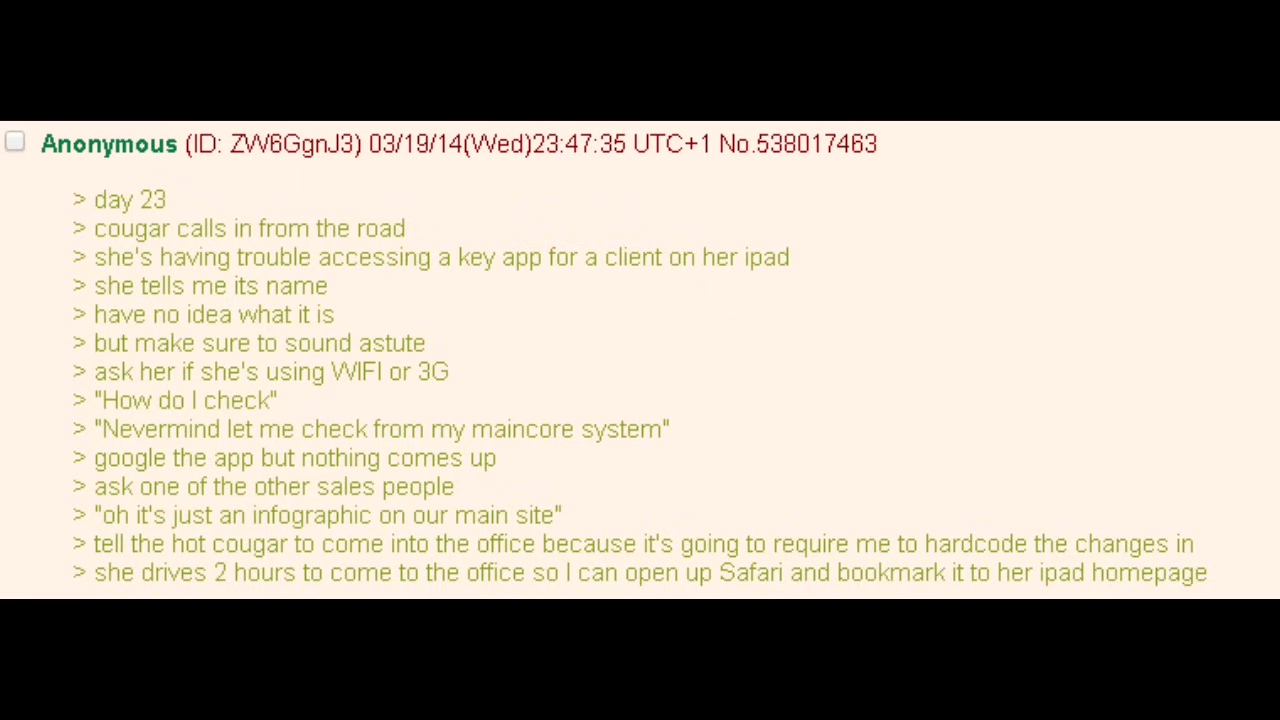 Anonymous (ID: ZW6GgnJ3) 03/19/14(Wed)23:47:35 UTC+1 No.538017463
> day 23
> cougar calls in from the road
> she's having trouble accessing a key app for a client on her ipad
> she tells me its name
> have no idea what it is
> but make sure to sound astute
> ask her if she's using WIFI or 3G
> "How do I check"
> "Nevermind let me check from my maincore system"
> google the app but nothing comes up
> ask one of the other sales people
> "oh it's just an infographic on our main site"
> tell the hot cougar to come into the office because it's going to require me to hardcode the changes in
> she drives 2 hours to come to the office so I can open up Safari and bookmark it to her ipad homepage